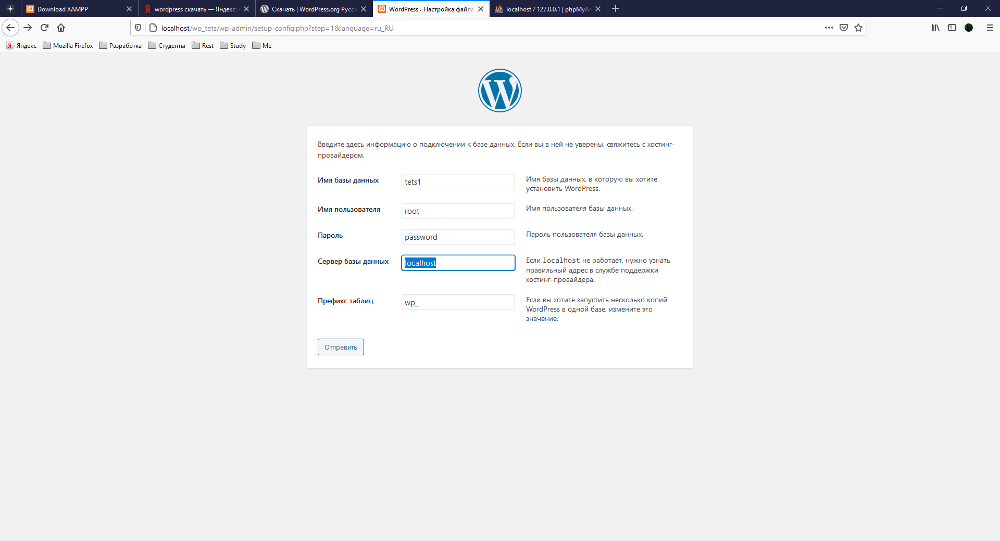 Download XAMPP
wordpress скачать — Яндекс:
Скачать | WordPress.org Русск
WordPress › Настройка файла
localhost / 127.0.0.1 | phpMyAd
localhost/wp_tets/wp-admin/setup-config.php?step=1&language=ru_RU
Яндекс
Mozilla Firefox
Разработка
Студенты
Rest
Study
Me
Введите здесь информацию о подключении к базе данных. Если вы в ней не уверены, свяжитесь с хостинг-
провайдером.
Имя базы данных
tets1
Имя базы данных, в которую вы хотите
установить WordPress.
Имя пользователя
root
Имя пользователя базы данных.
Пароль
password
Пароль пользователя базы данных.
Сервер базы данных
localhost
Если localhost не работает, нужно узнать
правильный адрес в службе поддержки
хостинг-провайдера.
Префикс таблиц
wp_
Если вы хотите запустить несколько копий
WordPress в одной базе, измените это
значение.
Отправить